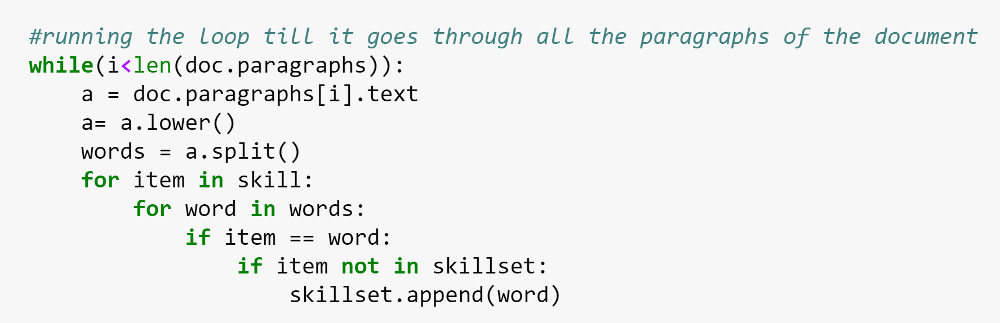 #running the loop till it goes through all the paragraphs of the document
while(i<len(doc.paragraphs)):
    a = doc.paragraphs[i].text
    a= a.lower()
    words = a.split()
    for item in skill:
        for word in words:
            if item == word:
                if item not in skillset:
                    skillset.append(word)